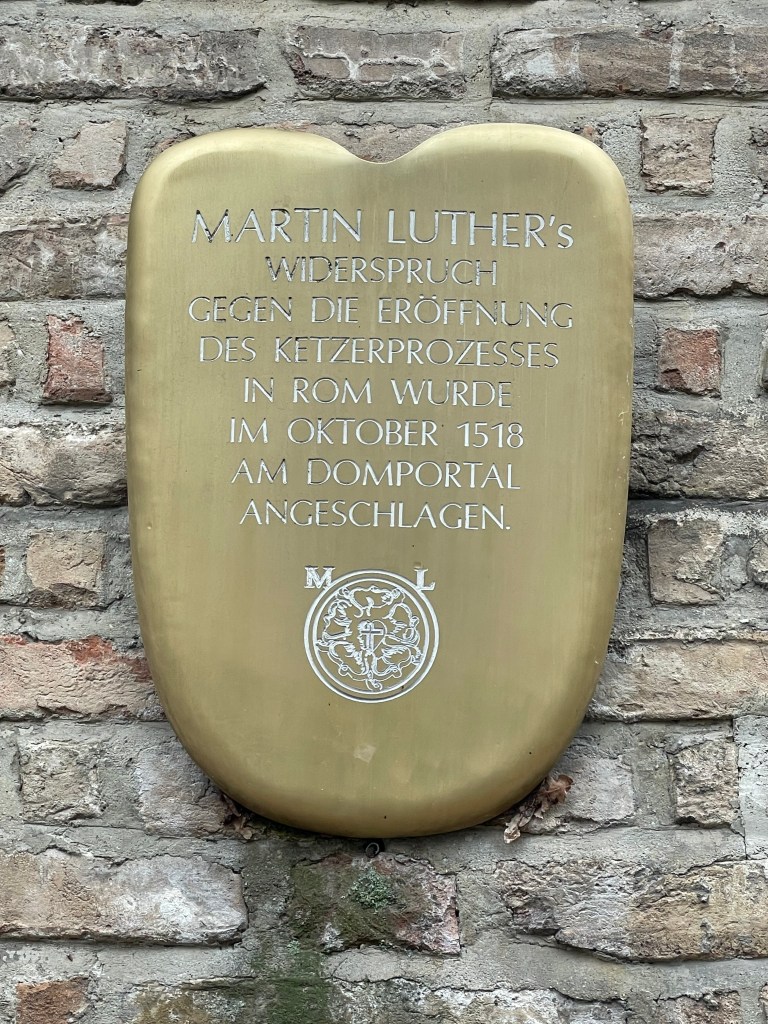 MARTIN LUTHER's
WIDERSPRUCH
GEGEN DIE ERÖFFNUNG
DES KETZERPROZESSES
IN ROM WURDE
IM OKTOBER 1518
AM DOMPORTAL
ANGESCHLAGEN.
M L